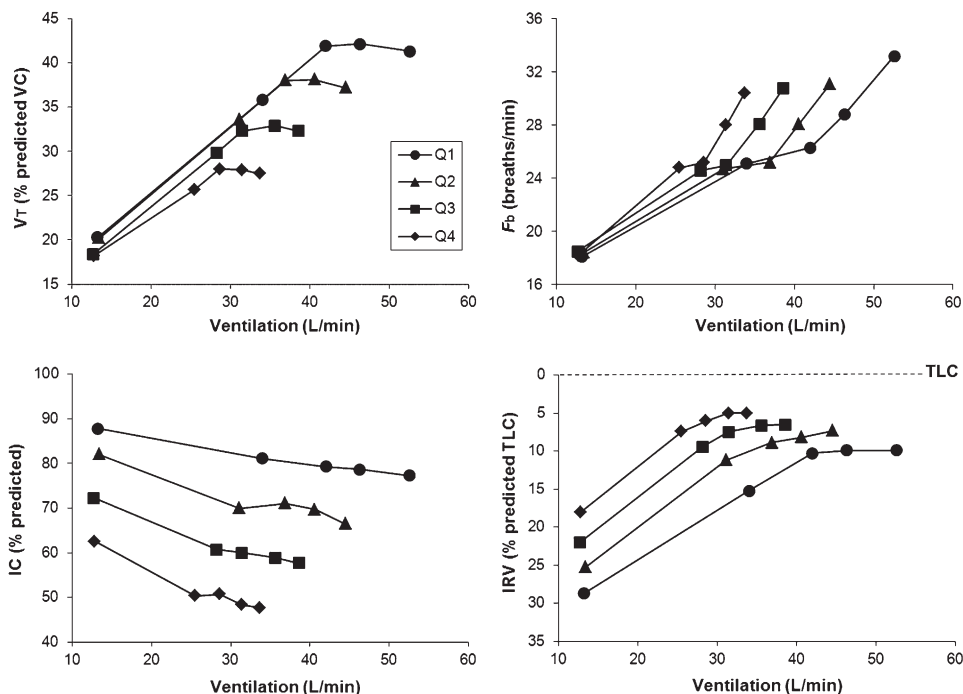 VT (% predicted VC)
45
40
35
30
25
20
15
10 20 30 40 50 60
Ventilation (L/min)
Q1
Q2
Q3
Q4
Fb (breaths/min)
36
32
28
24
20
16
10 20 30 40 50 60
Ventilation (L/min)
IC (% predicted)
100
90
80
70
60
50
40
10 20 30 40 50 60
Ventilation (L/min)
IRV (% predicted TLC)
TLC
0
5
10
15
20
25
30
35
10 20 30 40 50 60
Ventilation (L/min)